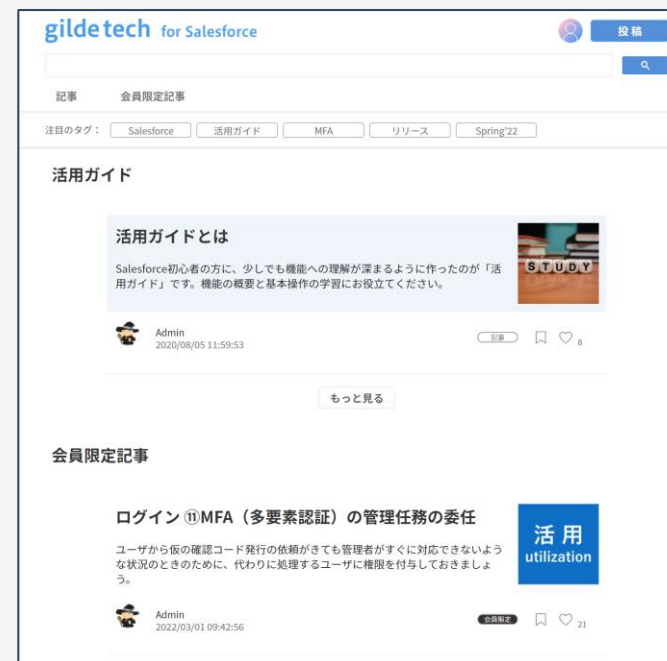 gilde tech for Salesforce
投稿
記事 会員限定記事
注目のタグ： Salesforce 活用ガイド MFA リリース Spring'22
活用ガイド
活用ガイドとは
Salesforce初心者の方に、少しでも機能への理解が深まるように作ったのが「活
用ガイド」です。機能の概要と基本操作の学習にお役立てください。
STUDY
Admin
2020/08/05 11:59:53
記事
8
もっと見る
会員限定記事
ログイン ⑪MFA（多要素認証）の管理任務の委任
ユーザから仮の確認コード発行の依頼がきても管理者がすぐに対応できないよう
な状況のときのために、代わりに処理するユーザに権限を付与しておきましょ
う。
活用
utilization
Admin
2022/03/01 09:42:56
会員限定
21